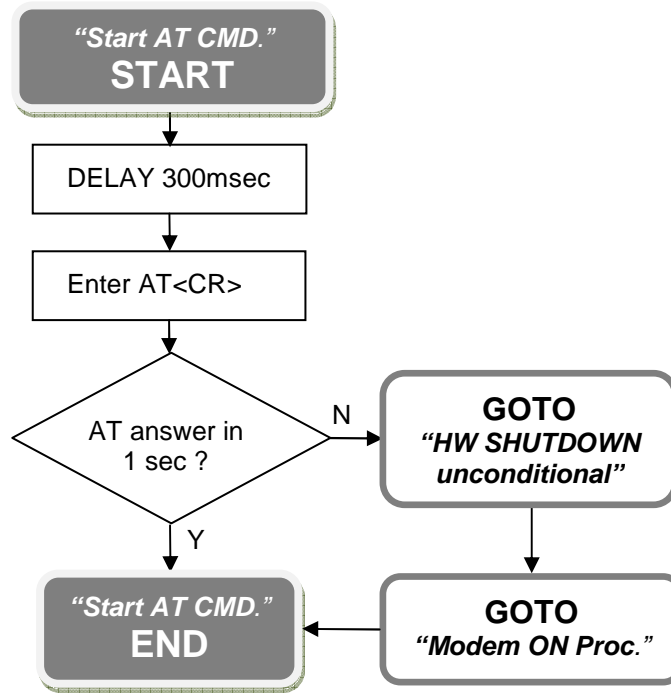 “Start AT CMD.”
START
DELAY 300msec
Enter AT<CR>
AT answer in
1 sec ?
N
GOTO
“HW SHUTDOWN
unconditional”
Y
“Start AT CMD.”
END
GOTO
“Modem ON Proc.”